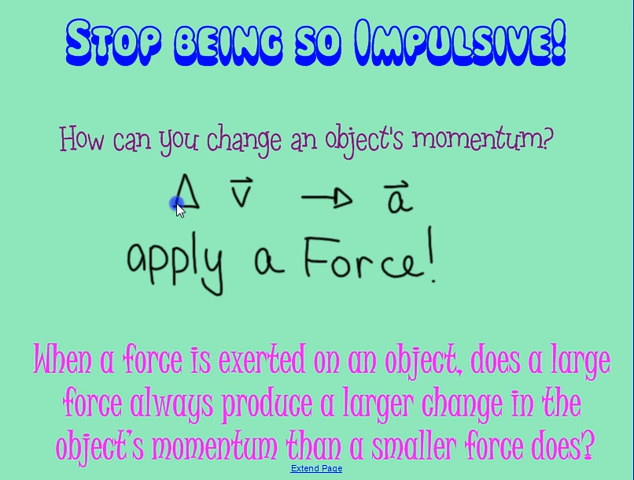 Stop being so Impulsive!
How can you change an object's momentum?
Δ v⃗ → a⃗
apply a Force!
When a force is exerted on an object, does a large
force always produce a larger change in the
object's momentum than a smaller force does?
Extend Page